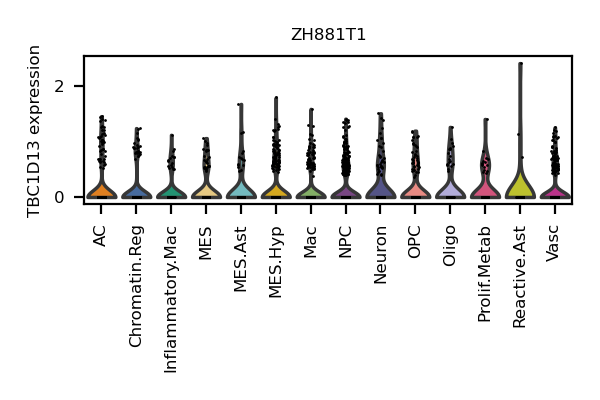 ZH881T1
TBC1D13 expression
2
0
AC
Chromatin.Reg
Inflammatory.Mac
MES
MES.Ast
MES.Hyp
Mac
NPC
Neuron
OPC
Oligo
Prolif.Metab
Reactive.Ast
Vasc